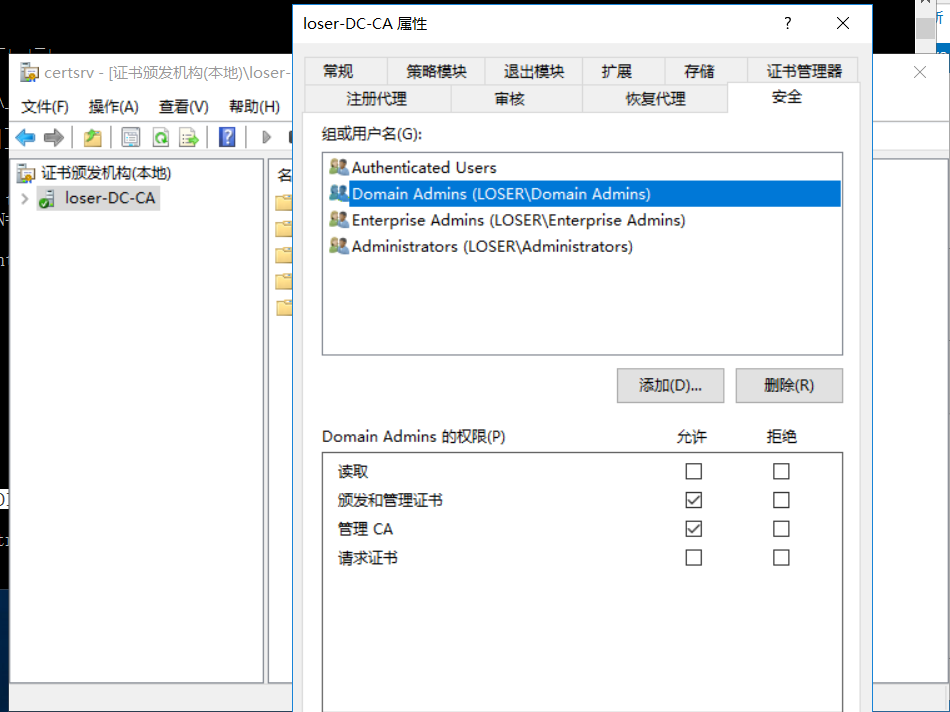 loser-DC-CA 属性
?
certsrv - [证书颁发机构(本地)\loser-
文件(F) 操作(A) 查看(V) 帮助(H)
证书颁发机构(本地)
loser-DC-CA
名
常规 策略模块 退出模块 扩展 存储 证书管理器
注册代理 审核 恢复代理 安全
组或用户名(G):
Authenticated Users
Domain Admins (LOSER\Domain Admins)
Enterprise Admins (LOSER\Enterprise Admins)
Administrators (LOSER\Administrators)
添加(D)... 删除(R)
Domain Admins 的权限(P) 允许 拒绝
读取
颁发和管理证书
管理 CA
请求证书